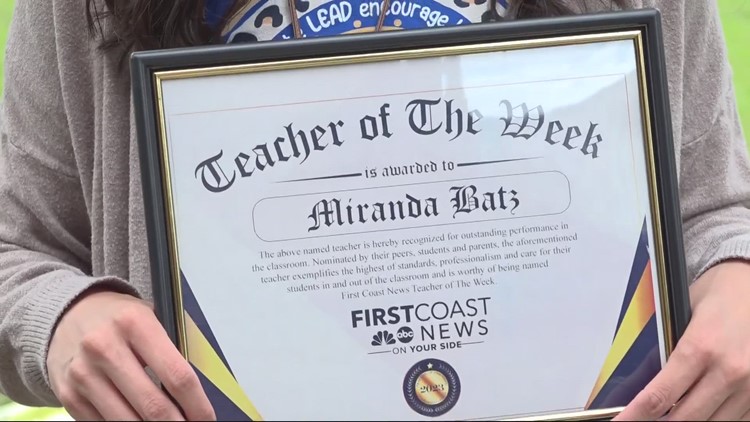 LEAD encourage
Teacher of The Week
is awarded to
Miranda Batz
The above named teacher is hereby recognized for outstanding performance in
the classroom. Nominated by their peers, students and parents, the aforementioned
teacher exemplifies the highest of standards, professionalism and care for their
students in and out of the classroom and is worthy of being named
First Coast News Teacher of The Week.
FIRST COAST
abc NEWS
ON YOUR SIDE
2023